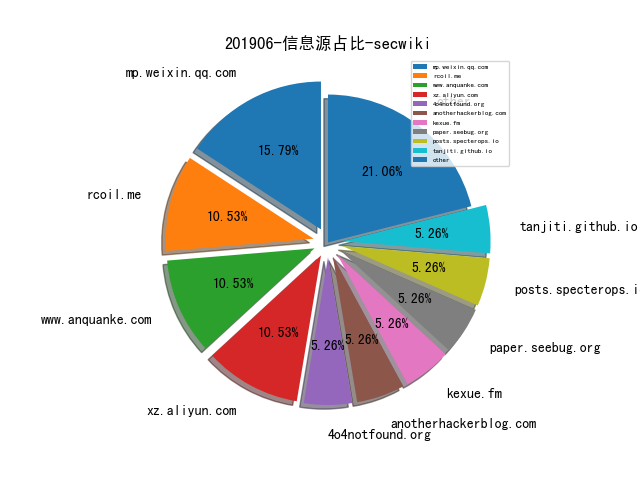 201906-信息源占比-secwiki
mp.weixin.qq.com
rcoil.me
www.anquanke.com
xz.aliyun.com
4o4notfound.org
anotherhackerblog.com
kexue.fm
paper.seebug.org
posts.specterops.io
tanjiti.github.io
other
other
mp.weixin.qq.com
15.79%
21.06%
rcoil.me
10.53%
5.26%
tanjiti.github.io
www.anquanke.com
10.53%
5.26%
posts.specterops.i
xz.aliyun.com
10.53%
5.26%
paper.seebug.org
5.26%
kexue.fm
5.26%
anotherhackerblog.com
5.26%
4o4notfound.org